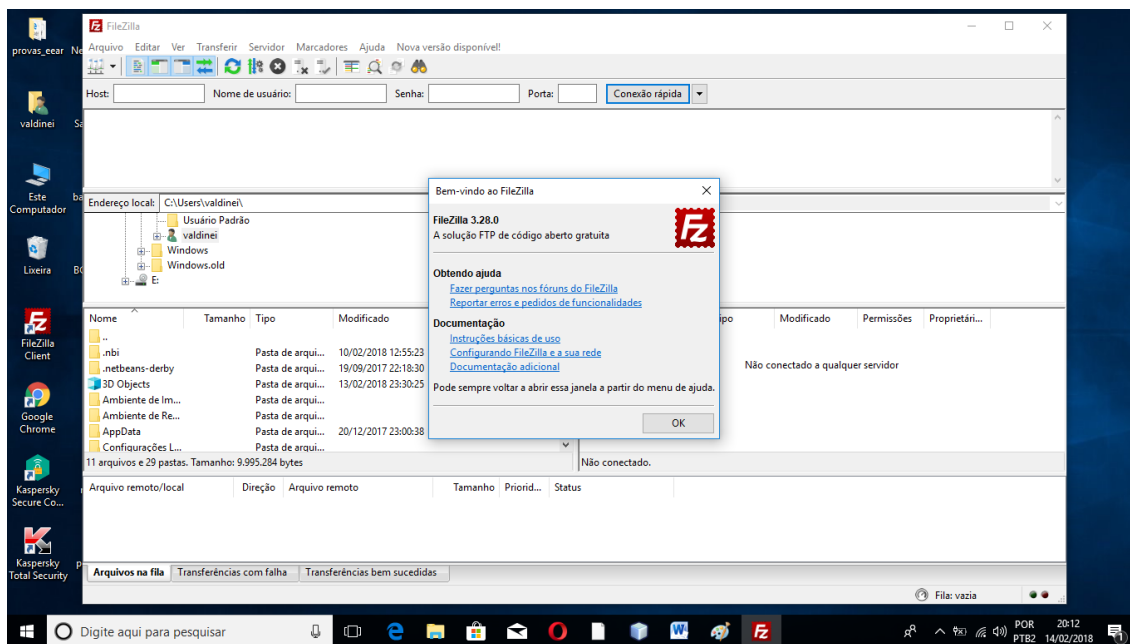 provas_eear
Ne
valdinei
Sa
Este
Computador
ba
Lixeira
FileZilla
Client
Google
Chrome
Kaspersky
Secure Co...
Kaspersky
Total Security
p
FileZilla
Arquivo Editar Ver Transferir Servidor Marcadores Ajuda Nova versão disponível!
Host: Nome de usuário: Senha: Porta: Conexão rápida
Endereço local: C:\Users\valdinei\
Usuário Padrão
valdinei
Windows
Windows.old
E:
Nome Tamanho Tipo Modificado
..
.nbi Pasta de arqui... 10/02/2018 12:55:23
.netbeans-derby Pasta de arqui... 19/09/2017 22:18:30
3D Objects Pasta de arqui... 13/02/2018 23:30:25
Ambiente de Im... Pasta de arqui...
Ambiente de Re... Pasta de arqui...
AppData Pasta de arqui... 20/12/2017 23:00:38
Configurações L... Pasta de arqui...
11 arquivos e 29 pastas. Tamanho: 9.995.284 bytes
Bem-vindo ao FileZilla
FileZilla 3.28.0
A solução FTP de código aberto gratuita
Fz
Obtendo ajuda
Fazer perguntas nos fóruns do FileZilla
Reportar erros e pedidos de funcionalidades
Documentação
Instruções básicas de uso
Configurando FileZilla e a sua rede
Documentação adicional
Pode sempre voltar a abrir essa janela a partir do menu de ajuda.
OK
ipo Modificado Permissões Proprietári...
Não conectado a qualquer servidor
Não conectado.
Arquivo remoto/local Direção Arquivo remoto Tamanho Priorid... Status
Arquivos na fila Transferências com falha Transferências bem sucedidas
Fila: vazia
Digite aqui para pesquisar
POR
PTB2
20:12
14/02/2018